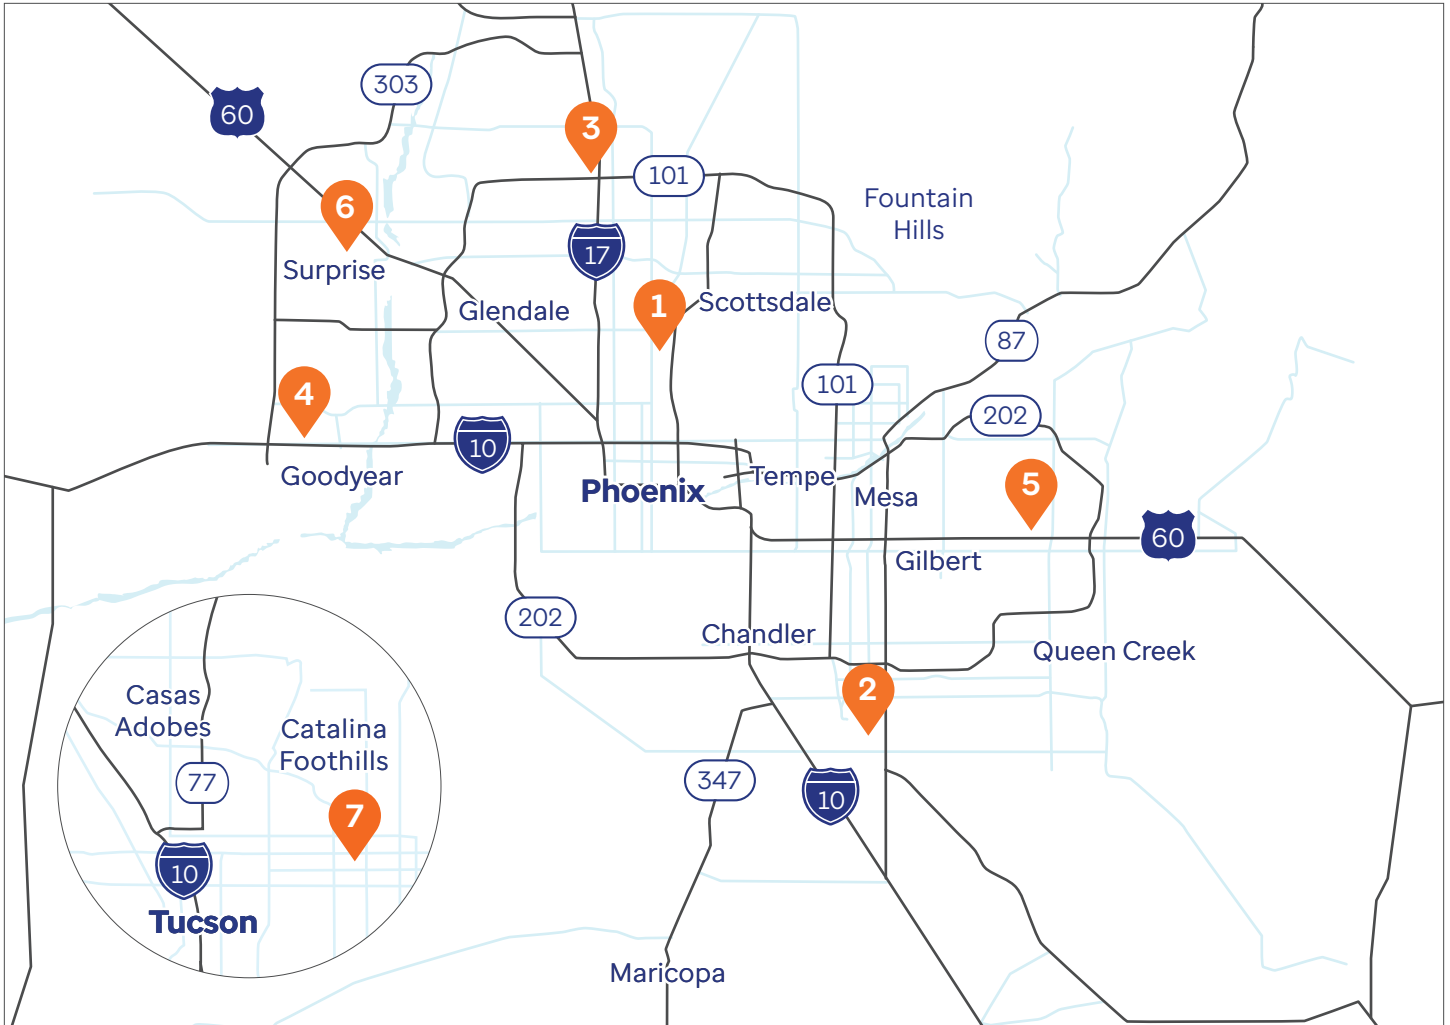 303
60
3
101
6
Fountain
Hills
17
Surprise
1
Scottsdale
Glendale
87
101
4
202
10
Goodyear
Tempe
5
Phoenix
Mesa
60
Gilbert
202
Chandler
Queen Creek
2
Casas
Adobes
Catalina
Foothills
77
347
10
7
10
Tucson
Maricopa